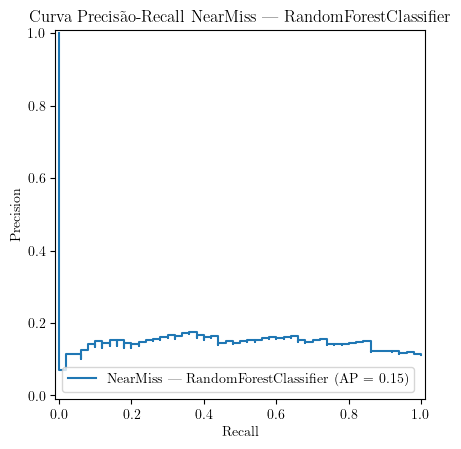 Curva Precisão-Recall NearMiss — RandomForestClassifier
1.0
0.8
0.6
0.4
0.2
0.0
Precision
NearMiss — RandomForestClassifier (AP = 0.15)
0.0 0.2 0.4 0.6 0.8 1.0
Recall